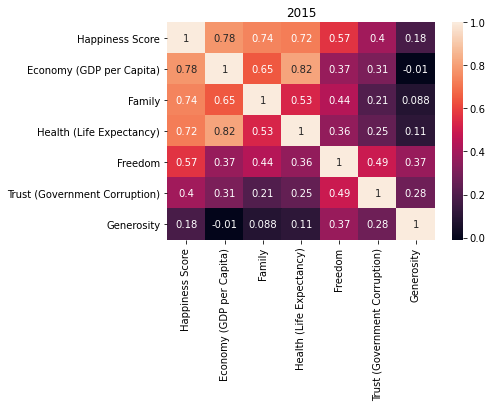 2015
Happiness Score 1 0.78 0.74 0.72 0.57 0.4 0.18
Economy (GDP per Capita) 0.78 1 0.65 0.82 0.37 0.31 -0.01
Family 0.74 0.65 1 0.53 0.44 0.21 0.088
Health (Life Expectancy) 0.72 0.82 0.53 1 0.36 0.25 0.11
Freedom 0.57 0.37 0.44 0.36 1 0.49 0.37
Trust (Government Corruption) 0.4 0.31 0.21 0.25 0.49 1 0.28
Generosity 0.18 -0.01 0.088 0.11 0.37 0.28 1
Happiness Score
Economy (GDP per Capita)
Family
Health (Life Expectancy)
Freedom
Trust (Government Corruption)
Generosity
1.0
0.8
0.6
0.4
0.2
0.0